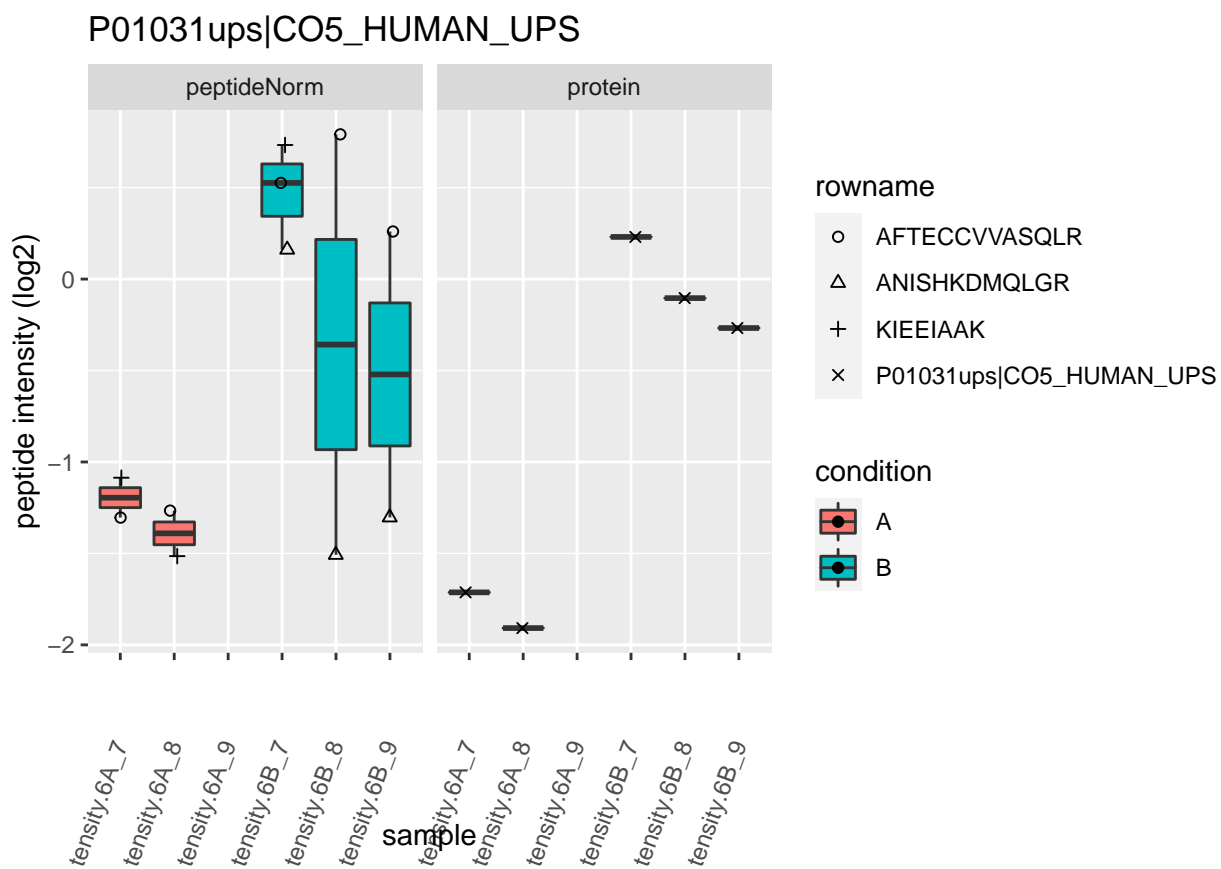 P01031ups|CO5_HUMAN_UPS
peptideNorm
protein
peptide intensity (log2)
0
−1
−2
tensity.6A_7
tensity.6A_8
tensity.6A_9
tensity.6B_7
tensity.6B_8
tensity.6B_9
tensity.6A_7
tensity.6A_8
tensity.6A_9
tensity.6B_7
tensity.6B_8
tensity.6B_9
sample
rowname
AFTECCVVASQLR
ANISHKDMQLGR
KIEEIAAK
P01031ups|CO5_HUMAN_UPS
condition
A
B